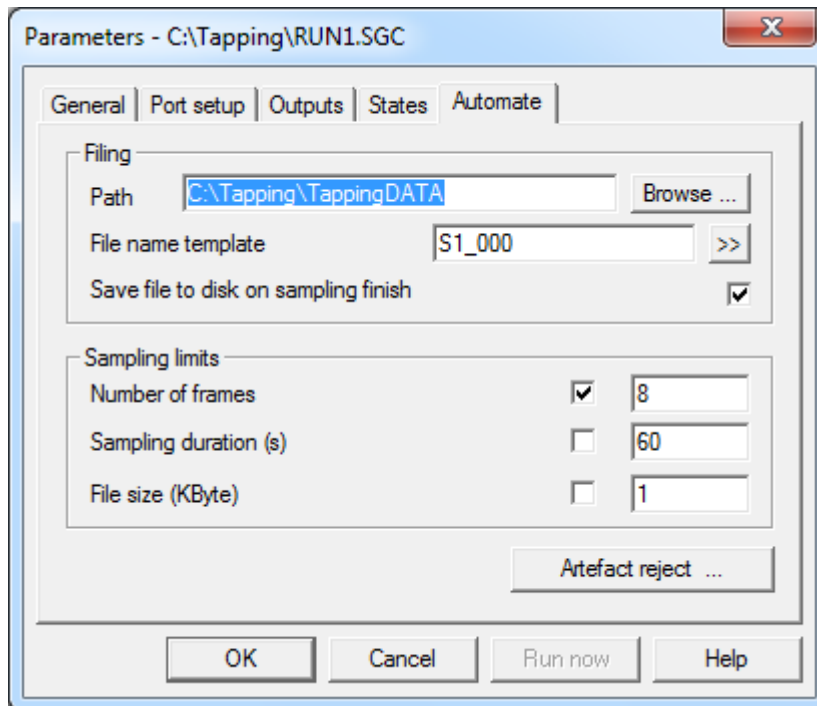 Parameters - C:\Tapping\RUN1.SGC
General Port setup Outputs States Automate
Filing
Path C:\Tapping\TappingDATA Browse ...
File name template S1_000 >>
Save file to disk on sampling finish
Sampling limits
Number of frames 8
Sampling duration (s) 60
File size (KByte) 1
Artefact reject ...
OK Cancel Run now Help